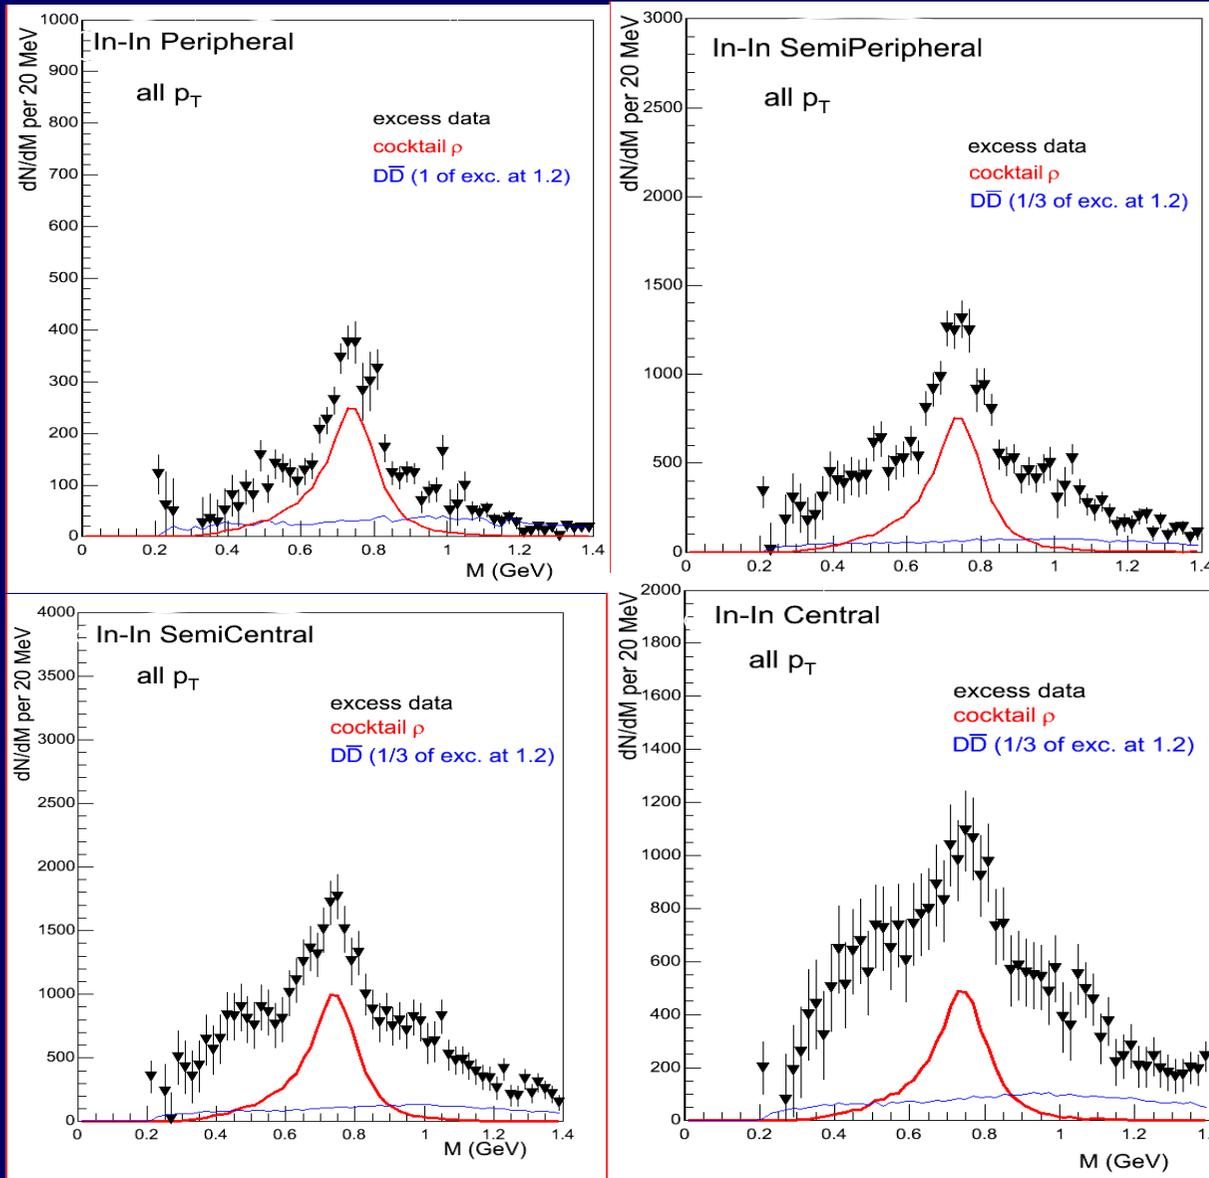 In-In Peripheral
all pT
excess data
cocktail ρ
DD̅ (1 of exc. at 1.2)
dN/dM per 20 MeV
1000
900
800
700
600
500
400
300
200
100
0
0 0.2 0.4 0.6 0.8 1 1.2 1.4
M (GeV)
In-In SemiPeripheral
all pT
excess data
cocktail ρ
DD̅ (1/3 of exc. at 1.2)
dN/dM per 20 MeV
3000
2500
2000
1500
1000
500
0
0 0.2 0.4 0.6 0.8 1 1.2 1.4
In-In SemiCentral
all pT
excess data
cocktail ρ
DD̅ (1/3 of exc. at 1.2)
dN/dM per 20 MeV
4000
3500
3000
2500
2000
1500
1000
500
0
0 0.2 0.4 0.6 0.8 1 1.2 1.4
M (GeV)
In-In Central
all pT
excess data
cocktail ρ
DD̅ (1/3 of exc. at 1.2)
dN/dM per 20 MeV
2000
1800
1600
1400
1200
1000
800
600
400
200
0
0 0.2 0.4 0.6 0.8 1 1.2
M (GeV)